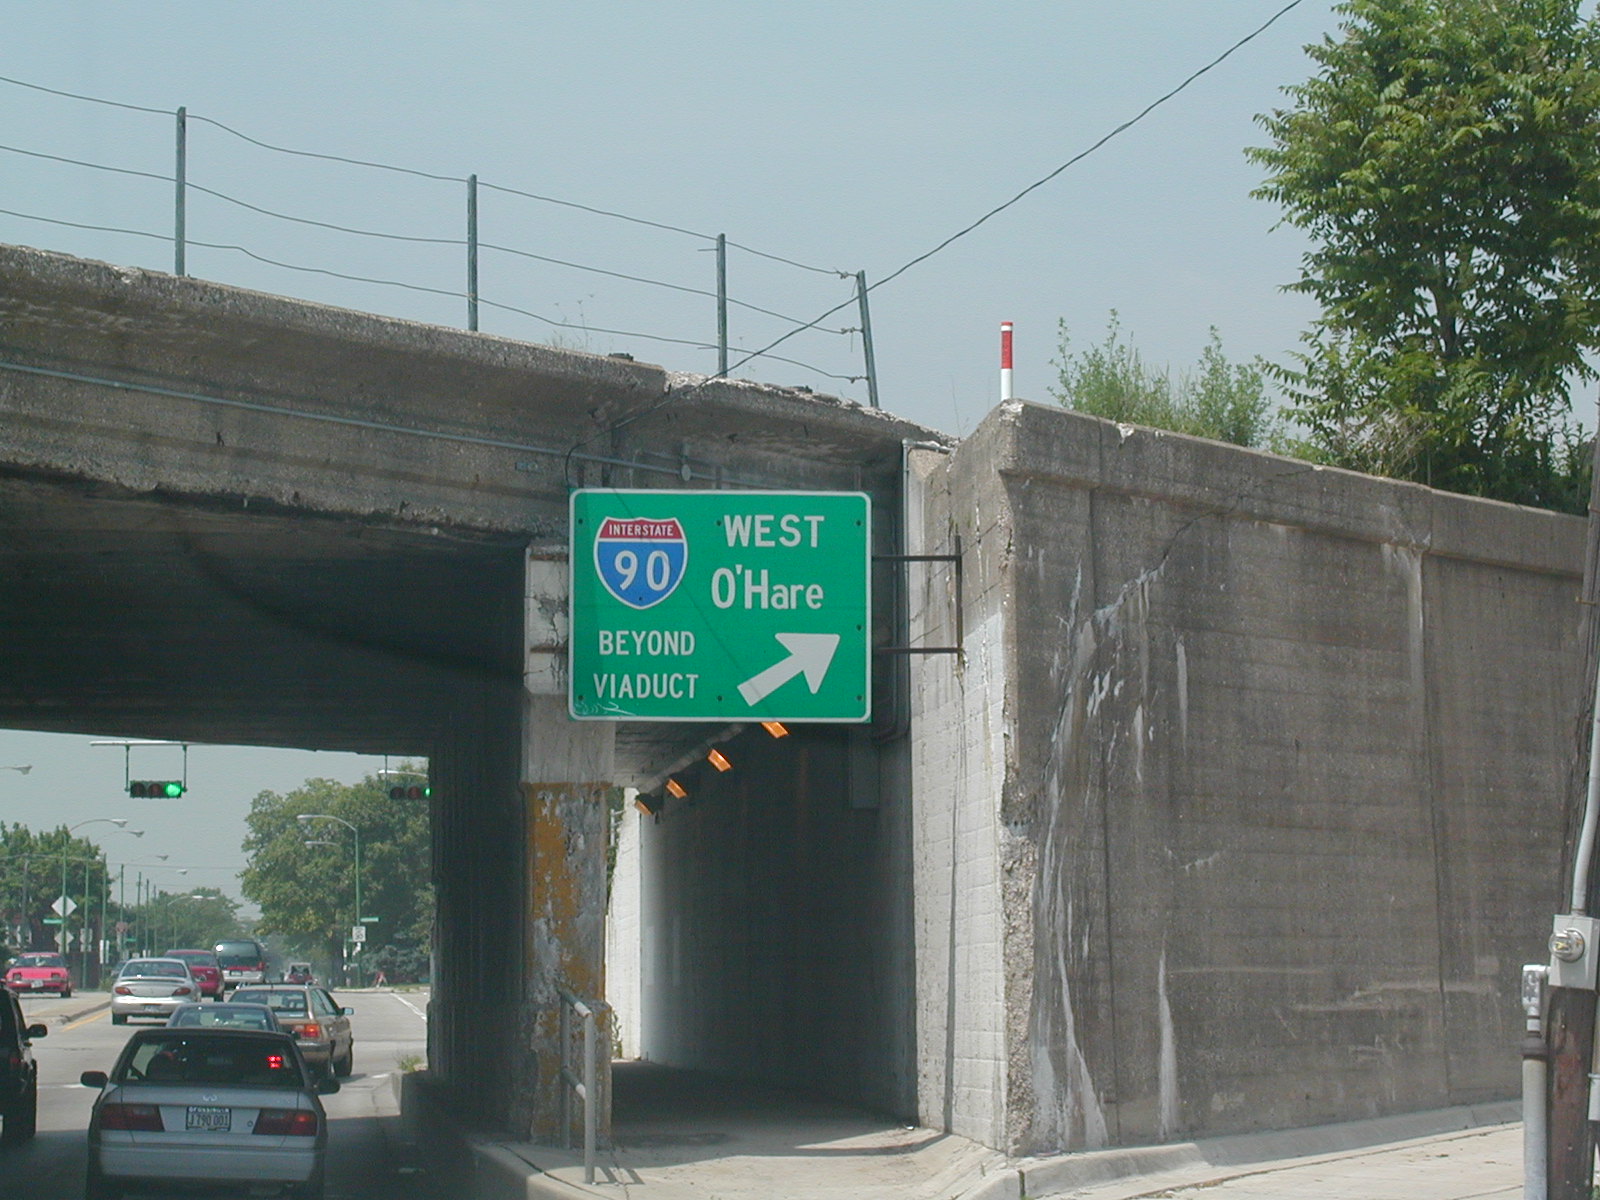 INTERSTATE
90
WEST
O'Hare
BEYOND
VIADUCT